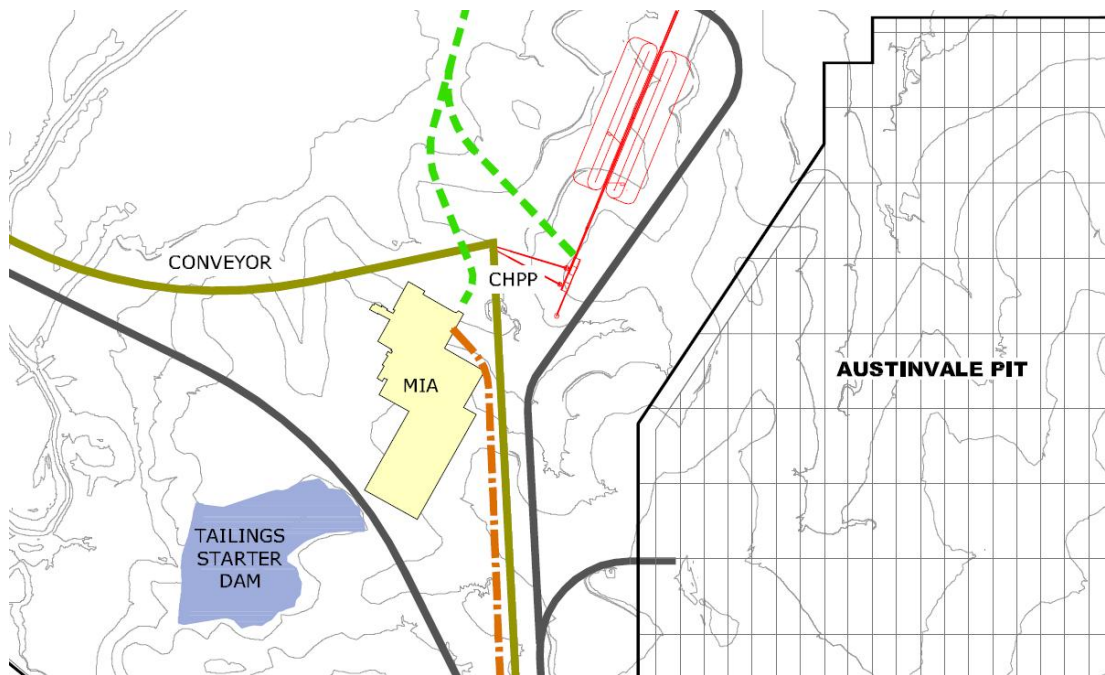 CONVEYOR
CHPP
AUSTINVALE PIT
MIA
TAILINGS
STARTER
DAM